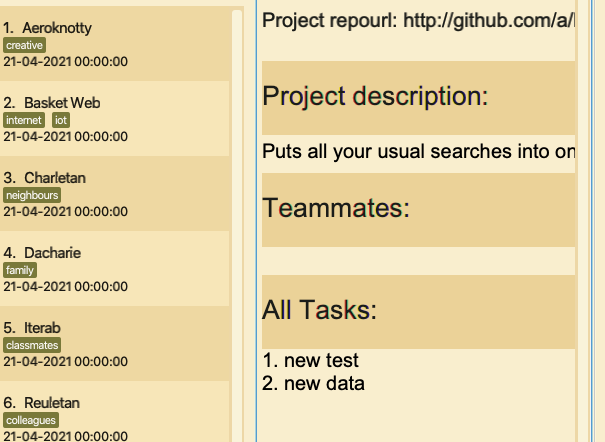 1. Aeroknotty
creative
21-04-2021 00:00:00
2. Basket Web
internet iot
21-04-2021 00:00:00
3. Charletan
neighbours
21-04-2021 00:00:00
4. Dacharie
family
21-04-2021 00:00:00
5. Iterab
classmates
21-04-2021 00:00:00
6. Reuletan
colleagues
21-04-2021 00:00:00
Project repourl: http://github.com/a/
Project description:
Puts all your usual searches into
Teammates:
All Tasks:
1. new test
2. new data